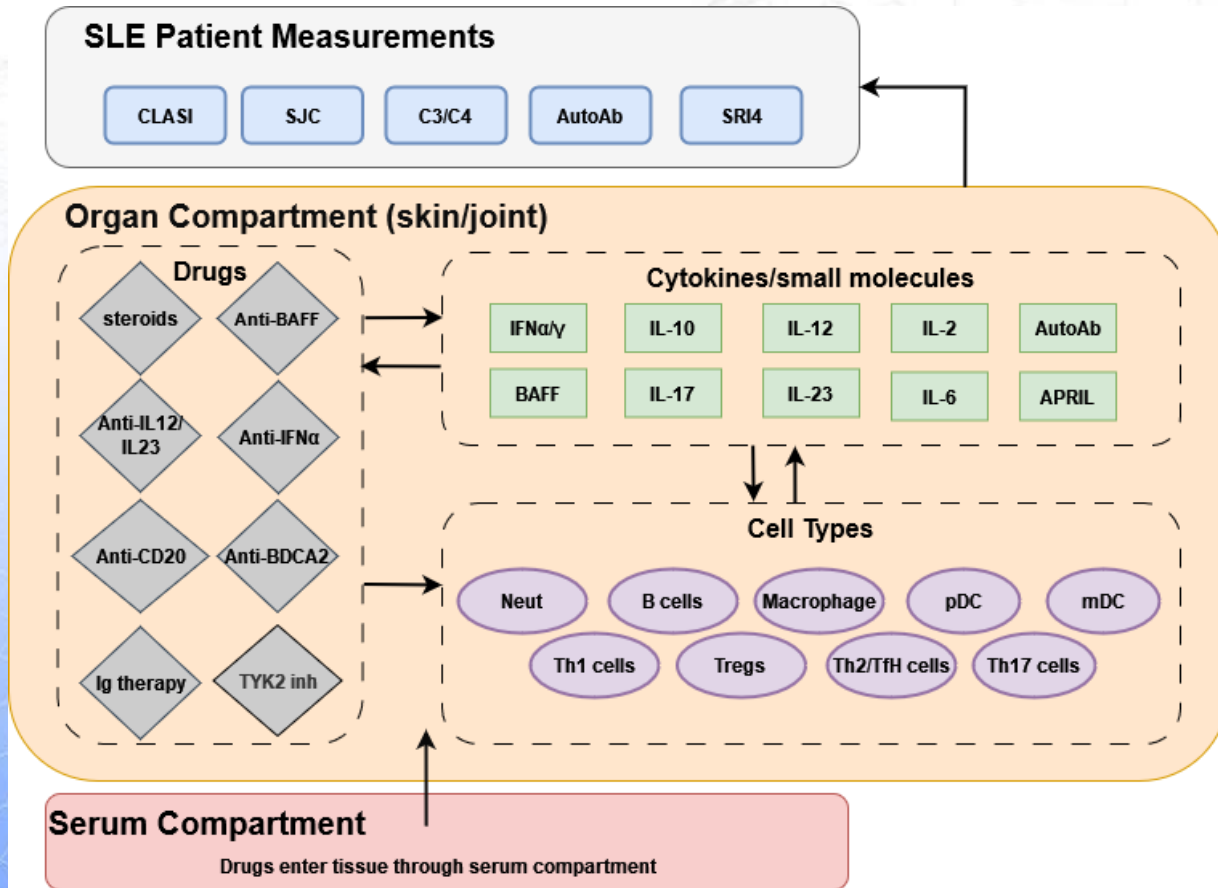 SLE Patient Measurements
CLASI
SJC
C3/C4
AutoAb
SRI4
Organ Compartment (skin/joint)
Drugs
steroids
Anti-BAFF
Anti-IL12/
IL23
Anti-IFNα
Anti-CD20
Anti-BDCA2
Ig therapy
TYK2 inh
Cytokines/small molecules
IFNα/γ
IL-10
IL-12
IL-2
AutoAb
BAFF
IL-17
IL-23
IL-6
APRIL
Cell Types
Neut
B cells
Macrophage
pDC
mDC
Th1 cells
Tregs
Th2/TfH cells
Th17 cells
Serum Compartment
Drugs enter tissue through serum compartment